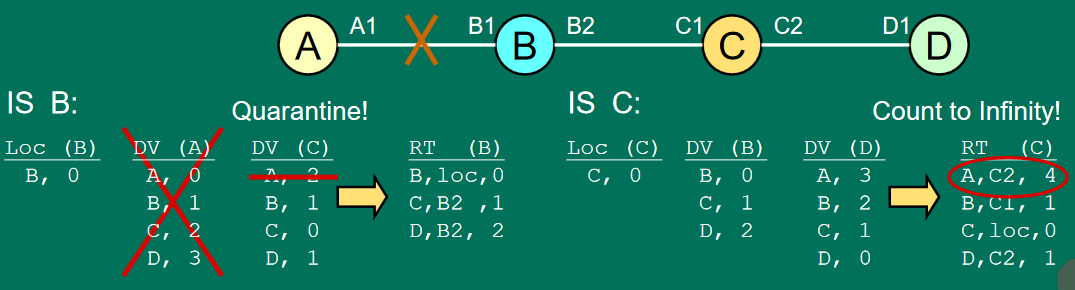 A A1 B1 B B2 C1 C C2 D1 D
IS B:
Quarantine!
IS C:
Count to Infinity!
Loc (B) DV (A) DV (C) RT (B) Loc (C) DV (B) DV (D) RT (C)
B, 0 A, 0 A, 2 B,loc,0 C, 0 B, 0 A, 3 A,C2, 4
B, 1 B, 1 C,B2 ,1 C, 1 B, 2 B,C1, 1
C, 2 C, 0 D,B2, 2 D, 2 C, 1 C,loc,0
D, 3 D, 1 D, 0 D,C2, 1